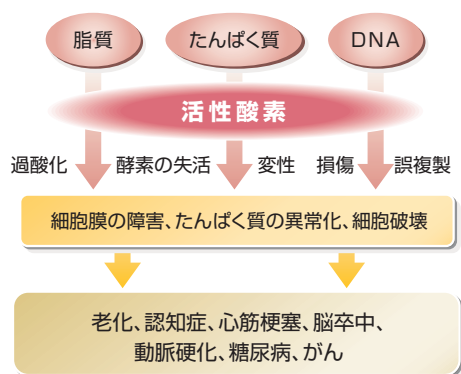 脂質 たんぱく質 DNA
活性酸素
過酸化 酵素の失活 変性 損傷 誤複製
細胞膜の障害、たんぱく質の異常化、細胞破壊
老化、認知症、心筋梗塞、脳卒中、
動脈硬化、糖尿病、がん